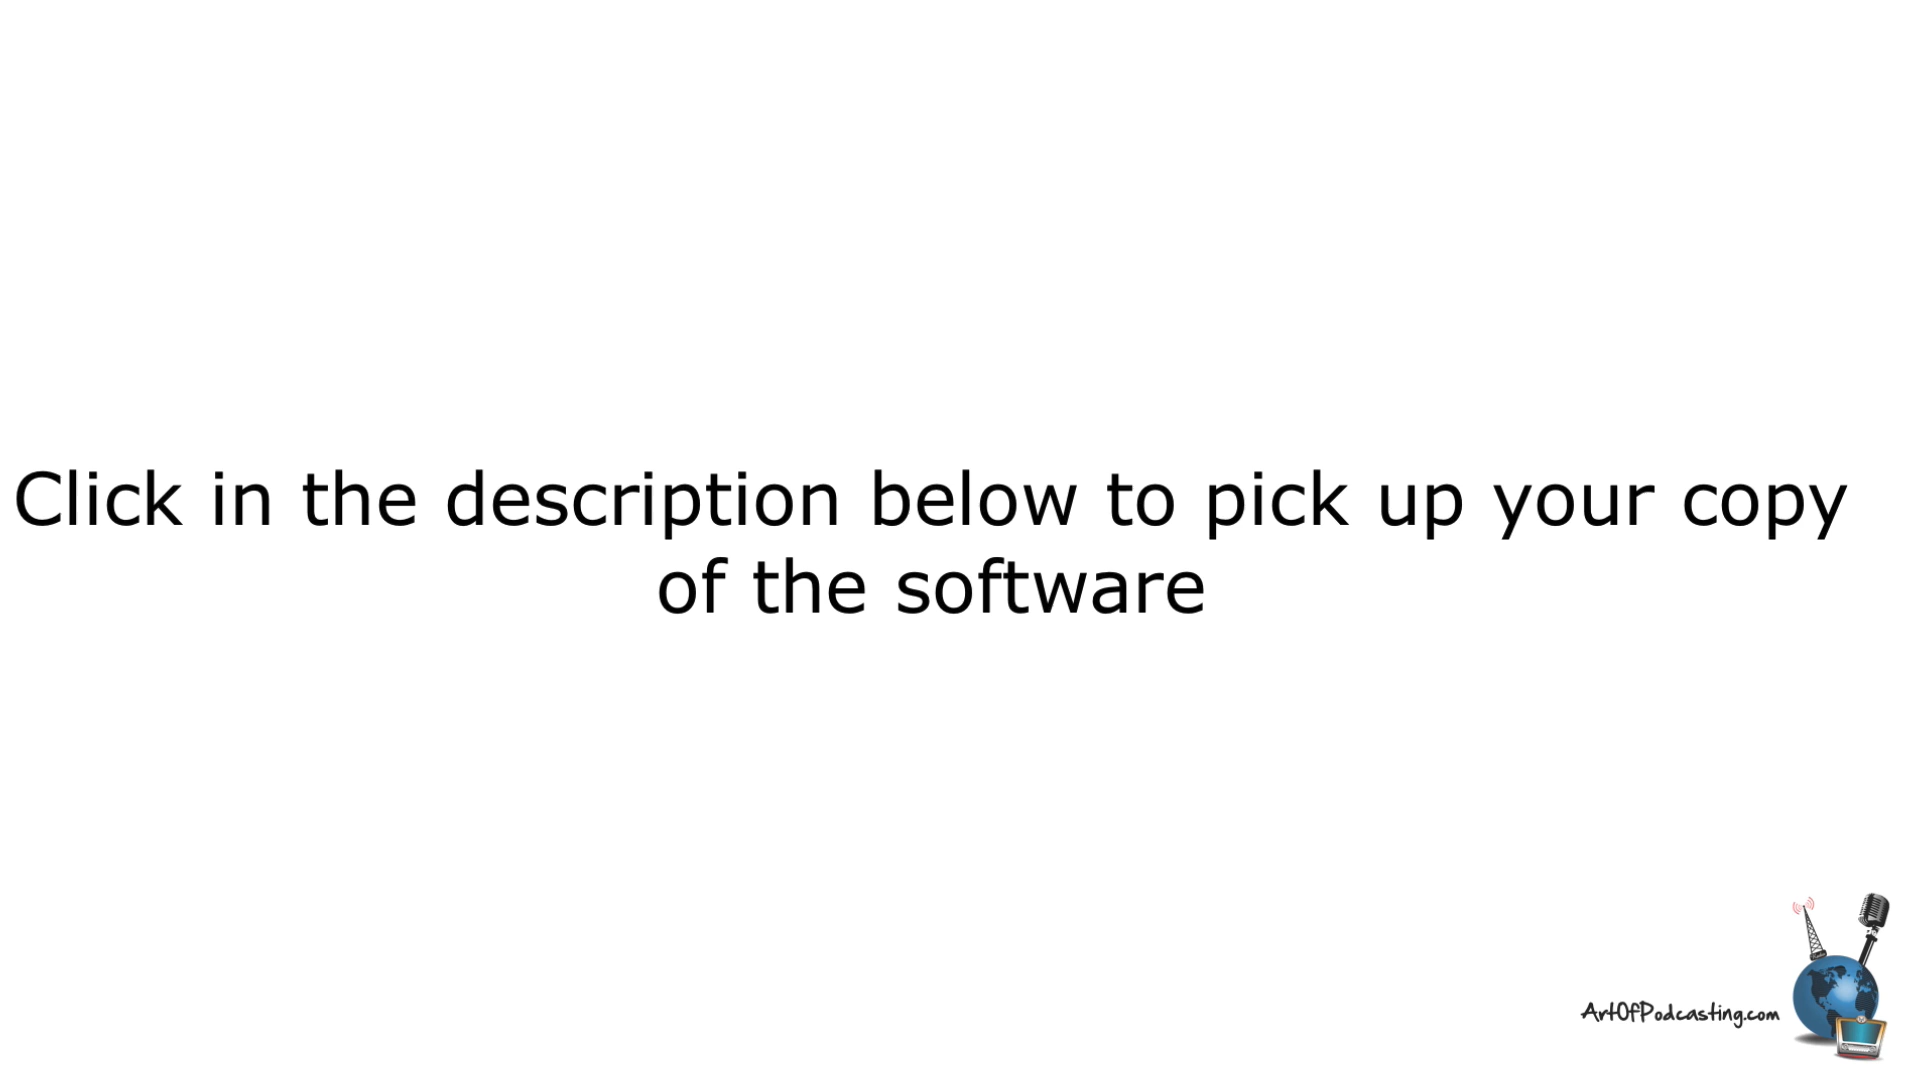 Click in the description below to pick up your copy
of the software
ArtOfPodcasting.com